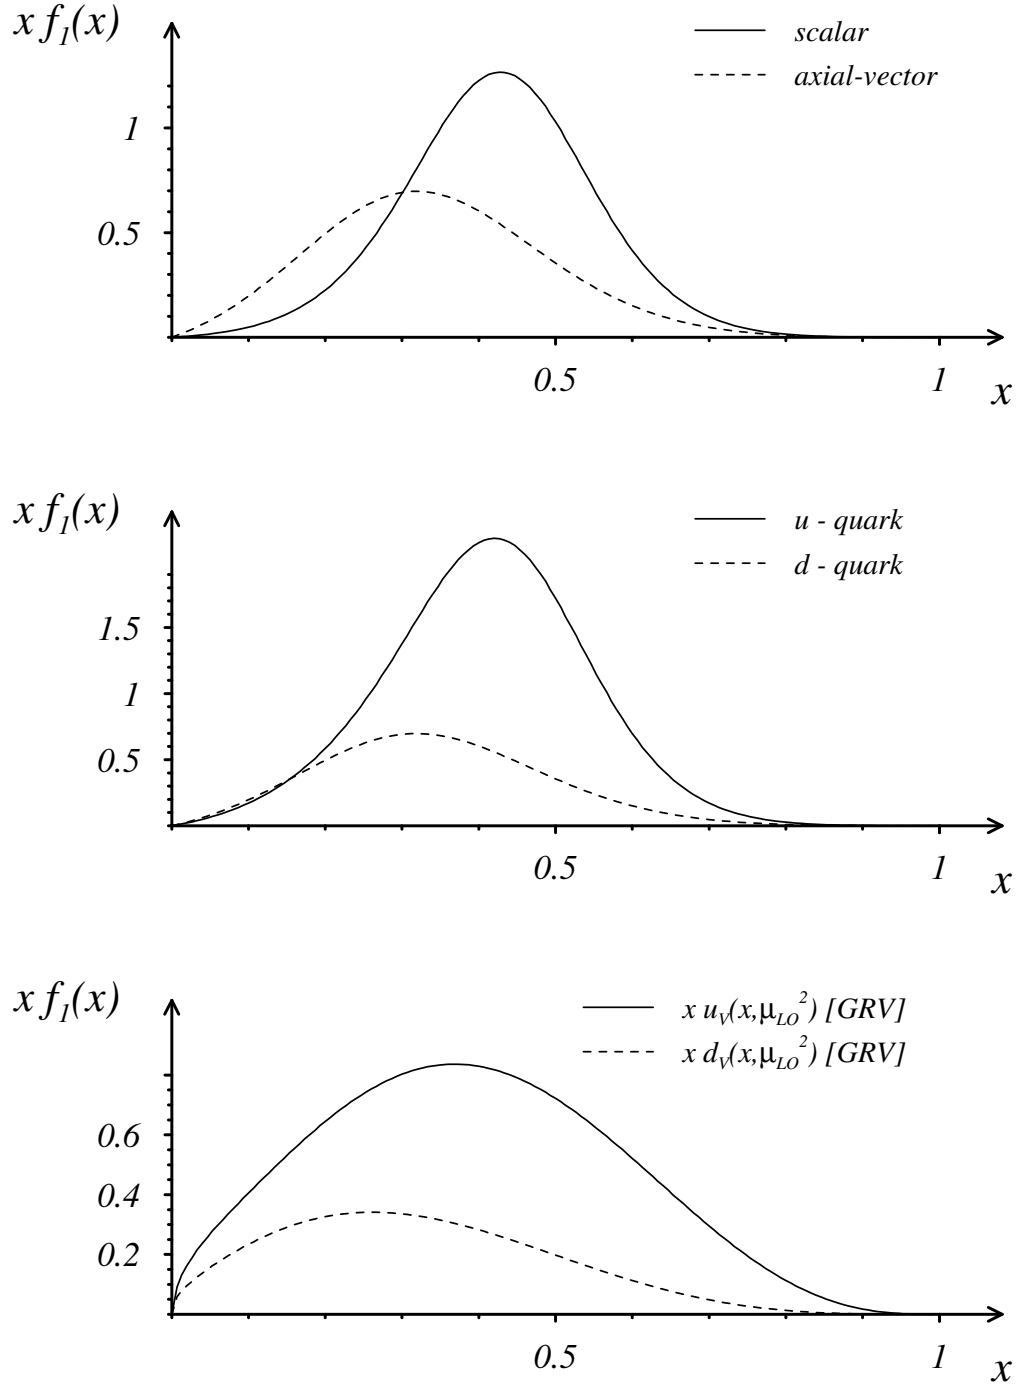 x f1(x)
scalar
axial-vector
1
0.5
0.5 1
x
x f1(x)
u - quark
d - quark
1.5
1
0.5
0.5 1
x
x f1(x)
x uV(x,μLO²) [GRV]
x dV(x,μLO²) [GRV]
0.6
0.4
0.2
0.5 1
x